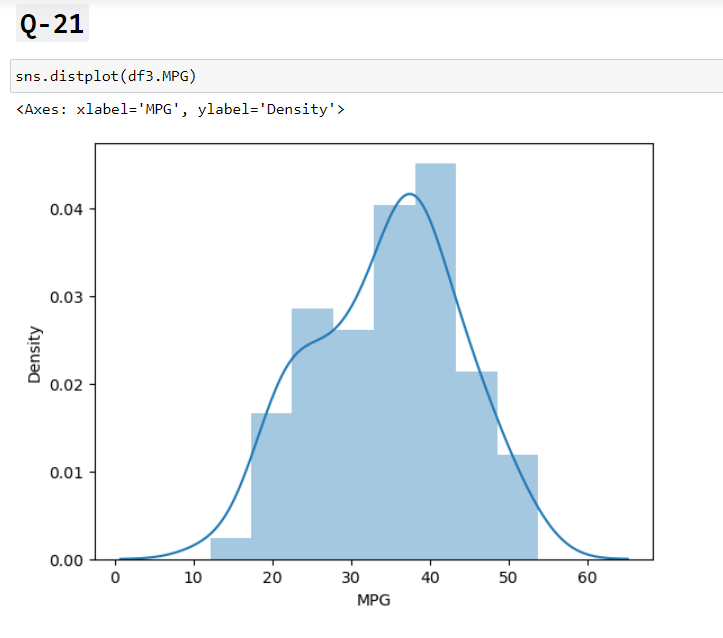 Q-21
sns.distplot(df3.MPG)
<Axes: xlabel='MPG', ylabel='Density'>
0.04
0.03
0.02
0.01
0.00
Density
0 10 20 30 40 50 60
MPG